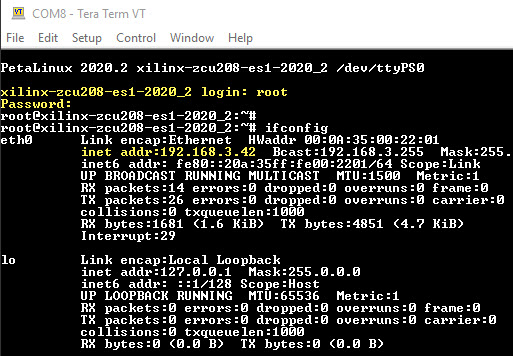 COM8 - Tera Term VT
File Edit Setup Control Window Help
PetaLinux 2020.2 xilinx-zcu208-es1-2020_2 /dev/ttyPS0
xilinx-zcu208-es1-2020_2 login: root
Password:
root@xilinx-zcu208-es1-2020_2:~#
root@xilinx-zcu208-es1-2020_2:~# ifconfig
eth0 Link encap:Ethernet HWaddr 00:0A:35:00:22:01
inet addr:192.168.3.42 Bcast:192.168.3.255 Mask:255.
inet6 addr: fe80::20a:35ff:fe00:2201/64 Scope:Link
UP BROADCAST RUNNING MULTICAST MTU:1500 Metric:1
RX packets:14 errors:0 dropped:0 overruns:0 frame:0
TX packets:26 errors:0 dropped:0 overruns:0 carrier:0
collisions:0 txqueuelen:1000
RX bytes:1681 (1.6 KiB) TX bytes:4851 (4.7 KiB)
Interrupt:29
lo Link encap:Local Loopback
inet addr:127.0.0.1 Mask:255.0.0.0
inet6 addr: ::1/128 Scope:Host
UP LOOPBACK RUNNING MTU:65536 Metric:1
RX packets:0 errors:0 dropped:0 overruns:0 frame:0
TX packets:0 errors:0 dropped:0 overruns:0 carrier:0
collisions:0 txqueuelen:1000
RX bytes:0 (0.0 B) TX bytes:0 (0.0 B)